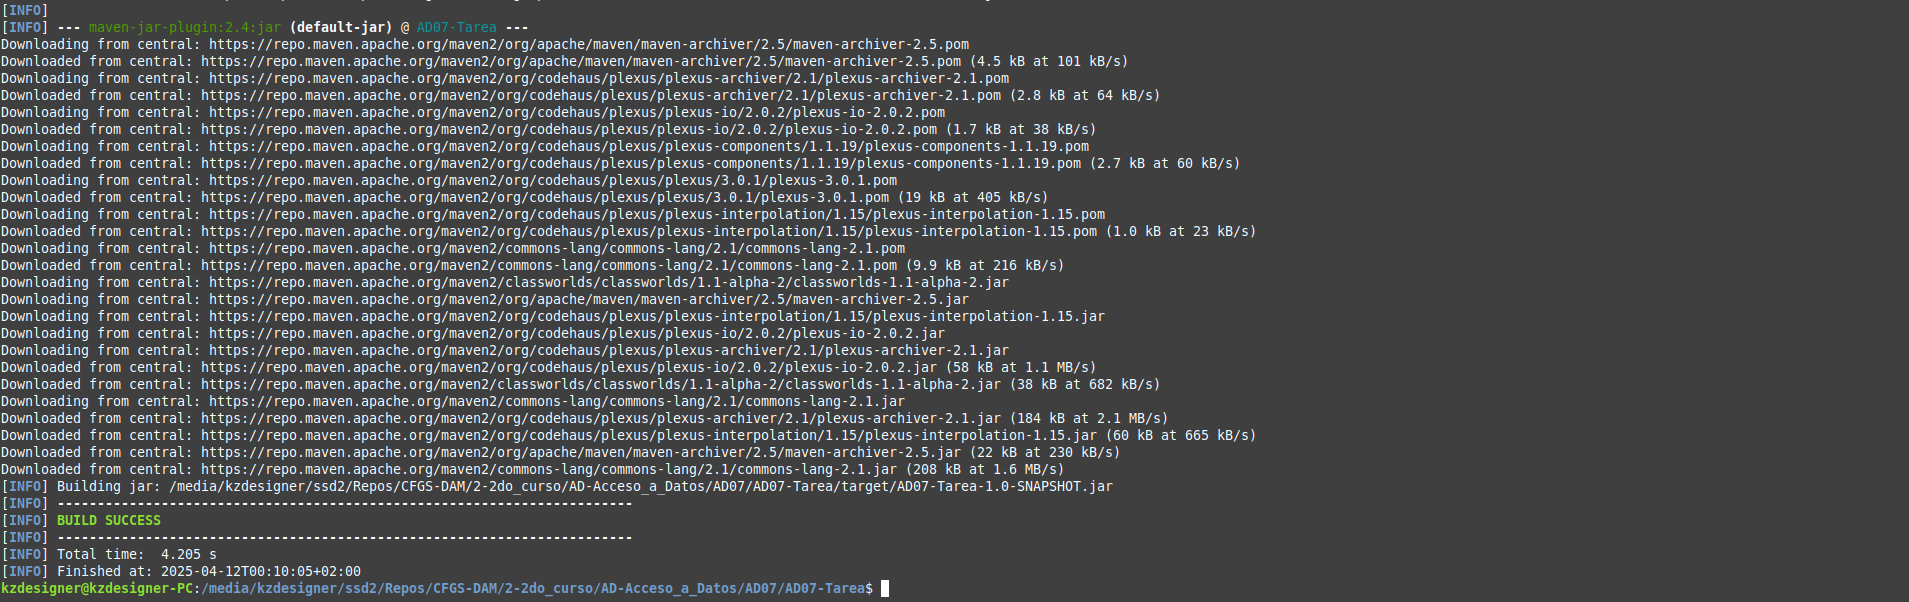 [INFO]
[INFO] --- maven-jar-plugin:2.4:jar (default-jar) @ AD07-Tarea ---
Downloading from central: https://repo.maven.apache.org/maven2/org/apache/maven/maven-archiver/2.5/maven-archiver-2.5.pom
Downloaded from central: https://repo.maven.apache.org/maven2/org/apache/maven/maven-archiver/2.5/maven-archiver-2.5.pom (4.5 kB at 101 kB/s)
Downloading from central: https://repo.maven.apache.org/maven2/org/codehaus/plexus/plexus-archiver/2.1/plexus-archiver-2.1.pom
Downloaded from central: https://repo.maven.apache.org/maven2/org/codehaus/plexus/plexus-archiver/2.1/plexus-archiver-2.1.pom (2.8 kB at 64 kB/s)
Downloading from central: https://repo.maven.apache.org/maven2/org/codehaus/plexus/plexus-io/2.0.2/plexus-io-2.0.2.pom
Downloaded from central: https://repo.maven.apache.org/maven2/org/codehaus/plexus/plexus-io/2.0.2/plexus-io-2.0.2.pom (1.7 kB at 38 kB/s)
Downloading from central: https://repo.maven.apache.org/maven2/org/codehaus/plexus/plexus-components/1.1.19/plexus-components-1.1.19.pom
Downloaded from central: https://repo.maven.apache.org/maven2/org/codehaus/plexus/plexus-components/1.1.19/plexus-components-1.1.19.pom (2.7 kB at 60 kB/s)
Downloading from central: https://repo.maven.apache.org/maven2/org/codehaus/plexus/plexus/3.0.1/plexus-3.0.1.pom
Downloaded from central: https://repo.maven.apache.org/maven2/org/codehaus/plexus/plexus/3.0.1/plexus-3.0.1.pom (19 kB at 405 kB/s)
Downloading from central: https://repo.maven.apache.org/maven2/org/codehaus/plexus/plexus-interpolation/1.15/plexus-interpolation-1.15.pom
Downloaded from central: https://repo.maven.apache.org/maven2/org/codehaus/plexus/plexus-interpolation/1.15/plexus-interpolation-1.15.pom (1.0 kB at 23 kB/s)
Downloading from central: https://repo.maven.apache.org/maven2/commons-lang/commons-lang/2.1/commons-lang-2.1.pom
Downloaded from central: https://repo.maven.apache.org/maven2/commons-lang/commons-lang/2.1/commons-lang-2.1.pom (9.9 kB at 216 kB/s)
Downloading from central: https://repo.maven.apache.org/maven2/classworlds/classworlds/1.1-alpha-2/classworlds-1.1-alpha-2.jar
Downloading from central: https://repo.maven.apache.org/maven2/org/apache/maven/maven-archiver/2.5/maven-archiver-2.5.jar
Downloading from central: https://repo.maven.apache.org/maven2/org/codehaus/plexus/plexus-interpolation/1.15/plexus-interpolation-1.15.jar
Downloading from central: https://repo.maven.apache.org/maven2/org/codehaus/plexus/plexus-io/2.0.2/plexus-io-2.0.2.jar
Downloading from central: https://repo.maven.apache.org/maven2/org/codehaus/plexus/plexus-archiver/2.1/plexus-archiver-2.1.jar
Downloaded from central: https://repo.maven.apache.org/maven2/org/codehaus/plexus/plexus-io/2.0.2/plexus-io-2.0.2.jar (58 kB at 1.1 MB/s)
Downloaded from central: https://repo.maven.apache.org/maven2/classworlds/classworlds/1.1-alpha-2/classworlds-1.1-alpha-2.jar (38 kB at 682 kB/s)
Downloading from central: https://repo.maven.apache.org/maven2/commons-lang/commons-lang/2.1/commons-lang-2.1.jar
Downloaded from central: https://repo.maven.apache.org/maven2/org/codehaus/plexus/plexus-archiver/2.1/plexus-archiver-2.1.jar (184 kB at 2.1 MB/s)
Downloaded from central: https://repo.maven.apache.org/maven2/org/codehaus/plexus/plexus-interpolation/1.15/plexus-interpolation-1.15.jar (60 kB at 665 kB/s)
Downloaded from central: https://repo.maven.apache.org/maven2/org/apache/maven/maven-archiver/2.5/maven-archiver-2.5.jar (22 kB at 230 kB/s)
Downloaded from central: https://repo.maven.apache.org/maven2/commons-lang/commons-lang/2.1/commons-lang-2.1.jar (208 kB at 1.6 MB/s)
[INFO] Building jar: /media/kzdesigner/ssd2/Repos/CFGS-DAM/2-2do_curso/AD-Acceso_a_Datos/AD07/AD07-Tarea/target/AD07-Tarea-1.0-SNAPSHOT.jar
[INFO] ------------------------------------------------------------------------
[INFO] BUILD SUCCESS
[INFO] ------------------------------------------------------------------------
[INFO] Total time:  4.205 s
[INFO] Finished at: 2025-04-12T00:10:05+02:00
kzdesigner@kzdesigner-PC:/media/kzdesigner/ssd2/Repos/CFGS-DAM/2-2do_curso/AD-Acceso_a_Datos/AD07/AD07-Tarea$